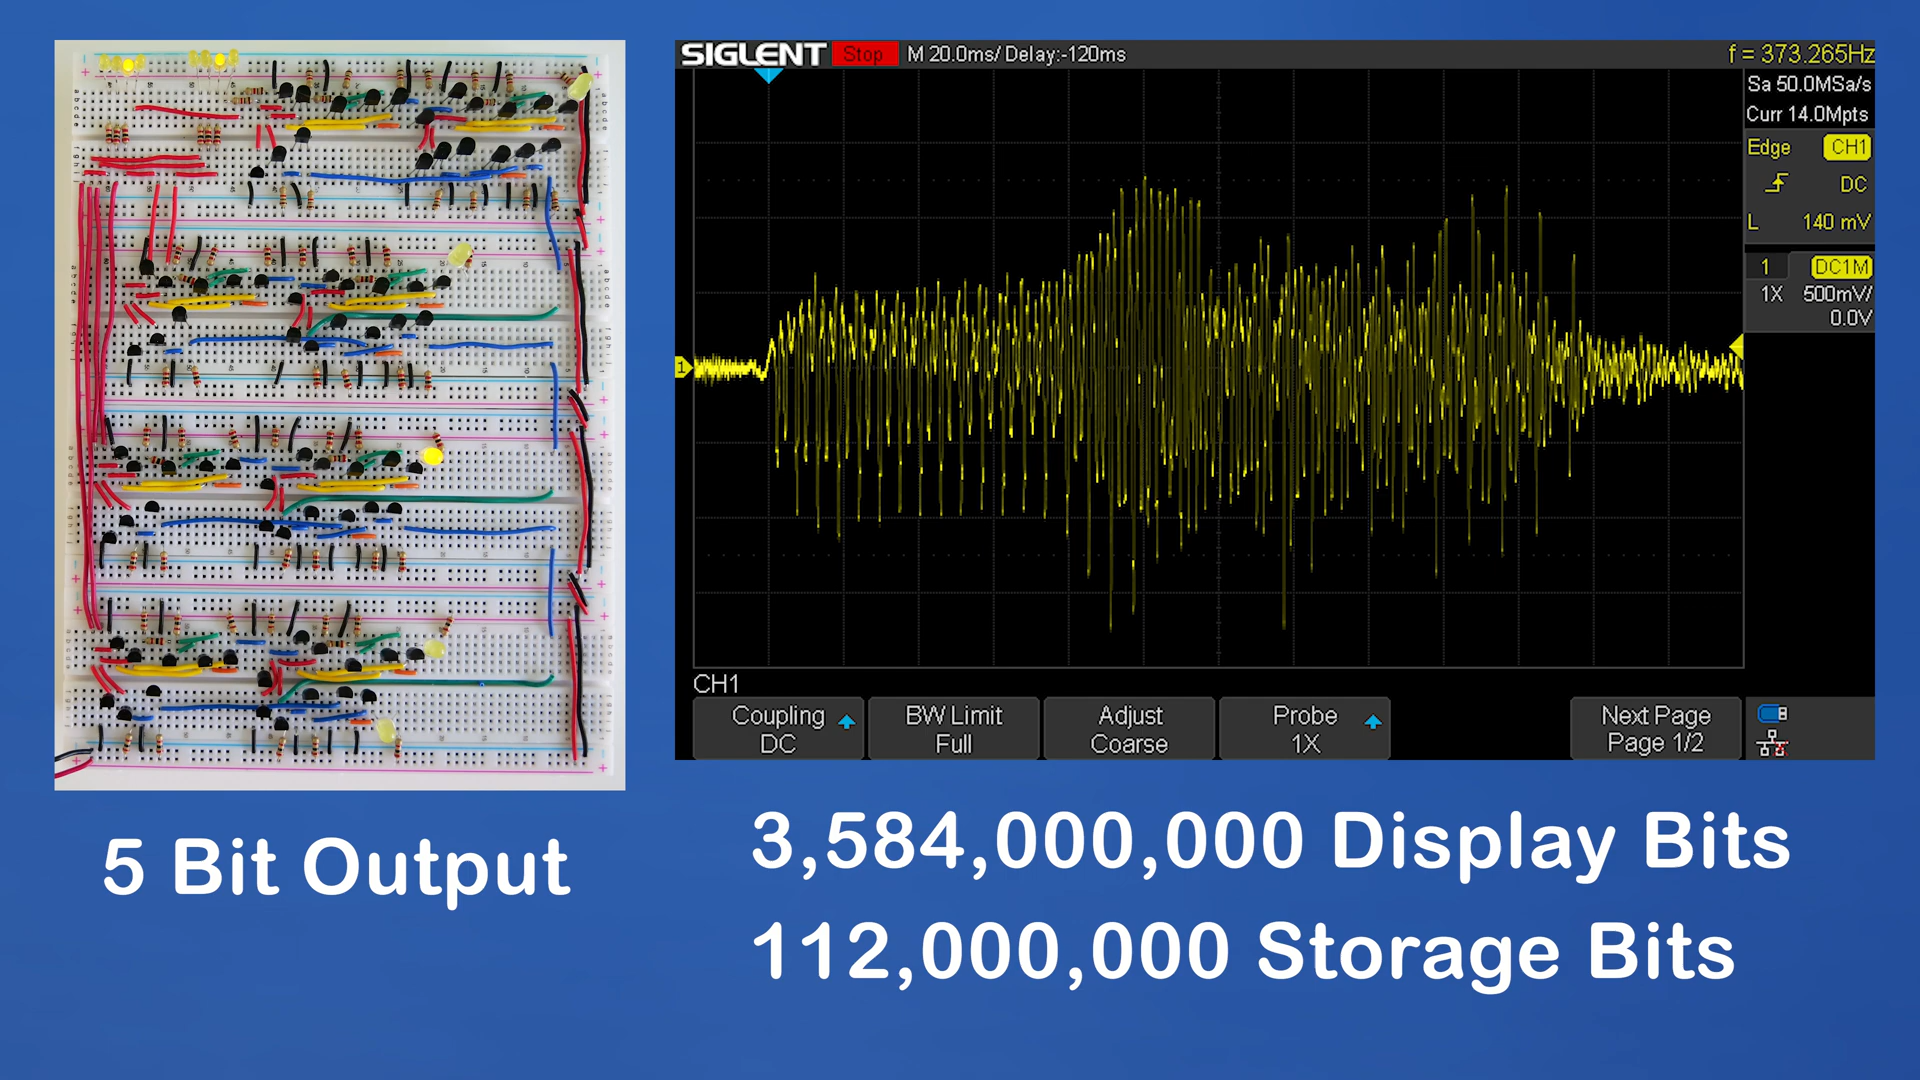 SIGLENT Stop M 20.0ms/ Delay:-120ms
f = 373.265Hz
Sa 50.0MSa/s
Curr 14.0Mpts
Edge CH1
DC
L 140 mV
1 DC1M
1X 500mV/
0.0V
1
CH1
Coupling
DC
BW Limit
Full
Adjust
Coarse
Probe
1X
Next Page
Page 1/2
5 Bit Output
3,584,000,000 Display Bits
112,000,000 Storage Bits